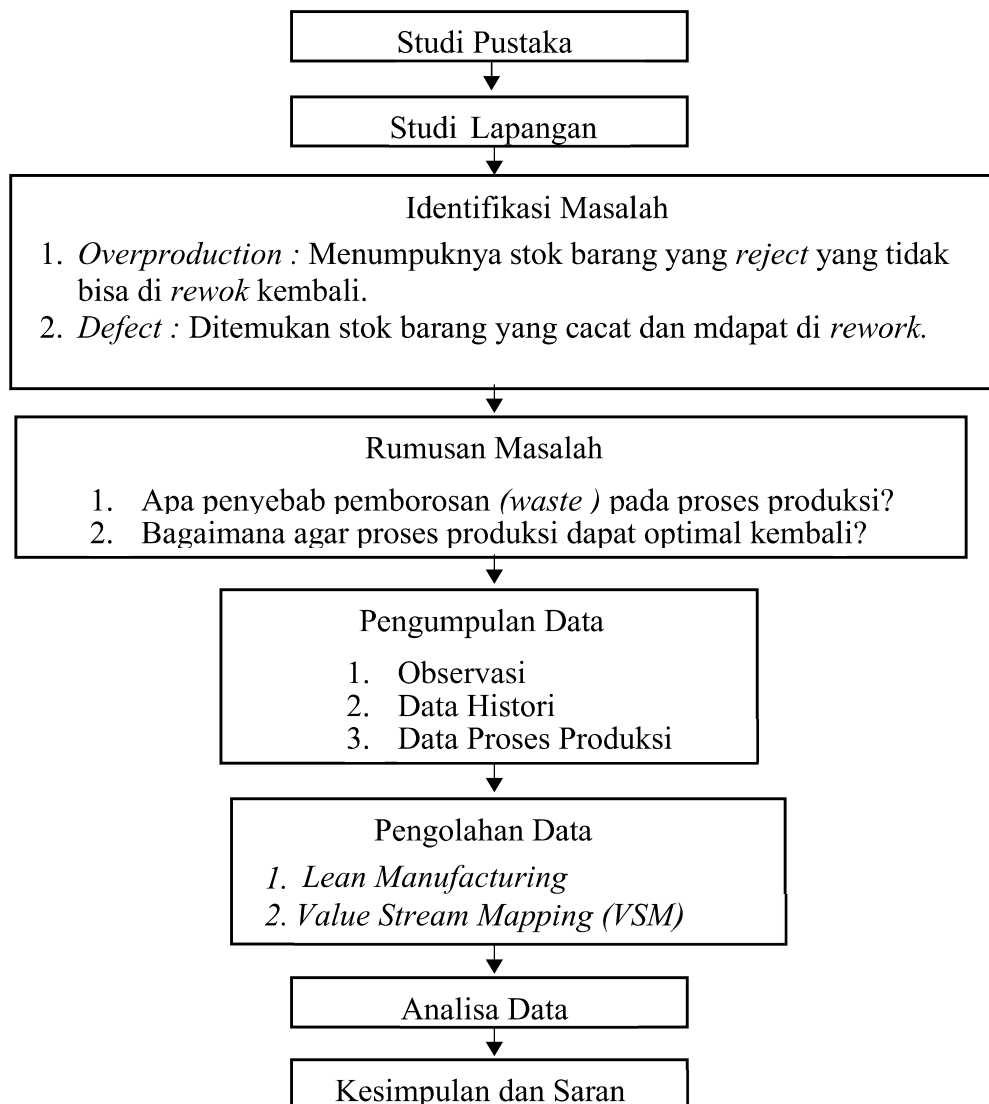 Studi Pustaka
Studi Lapangan
Identifikasi Masalah
1. Overproduction : Menumpuknya stok barang yang reject yang tidak
bisa di rewok kembali.
2. Defect : Ditemukan stok barang yang cacat dan mdapat di rework.
Rumusan Masalah
1. Apa penyebab pemborosan (waste ) pada proses produksi?
2. Bagaimana agar proses produksi dapat optimal kembali?
Pengumpulan Data
1. Observasi
2. Data Histori
3. Data Proses Produksi
Pengolahan Data
1. Lean Manufacturing
2. Value Stream Mapping (VSM)
Analisa Data
Kesimpulan dan Saran